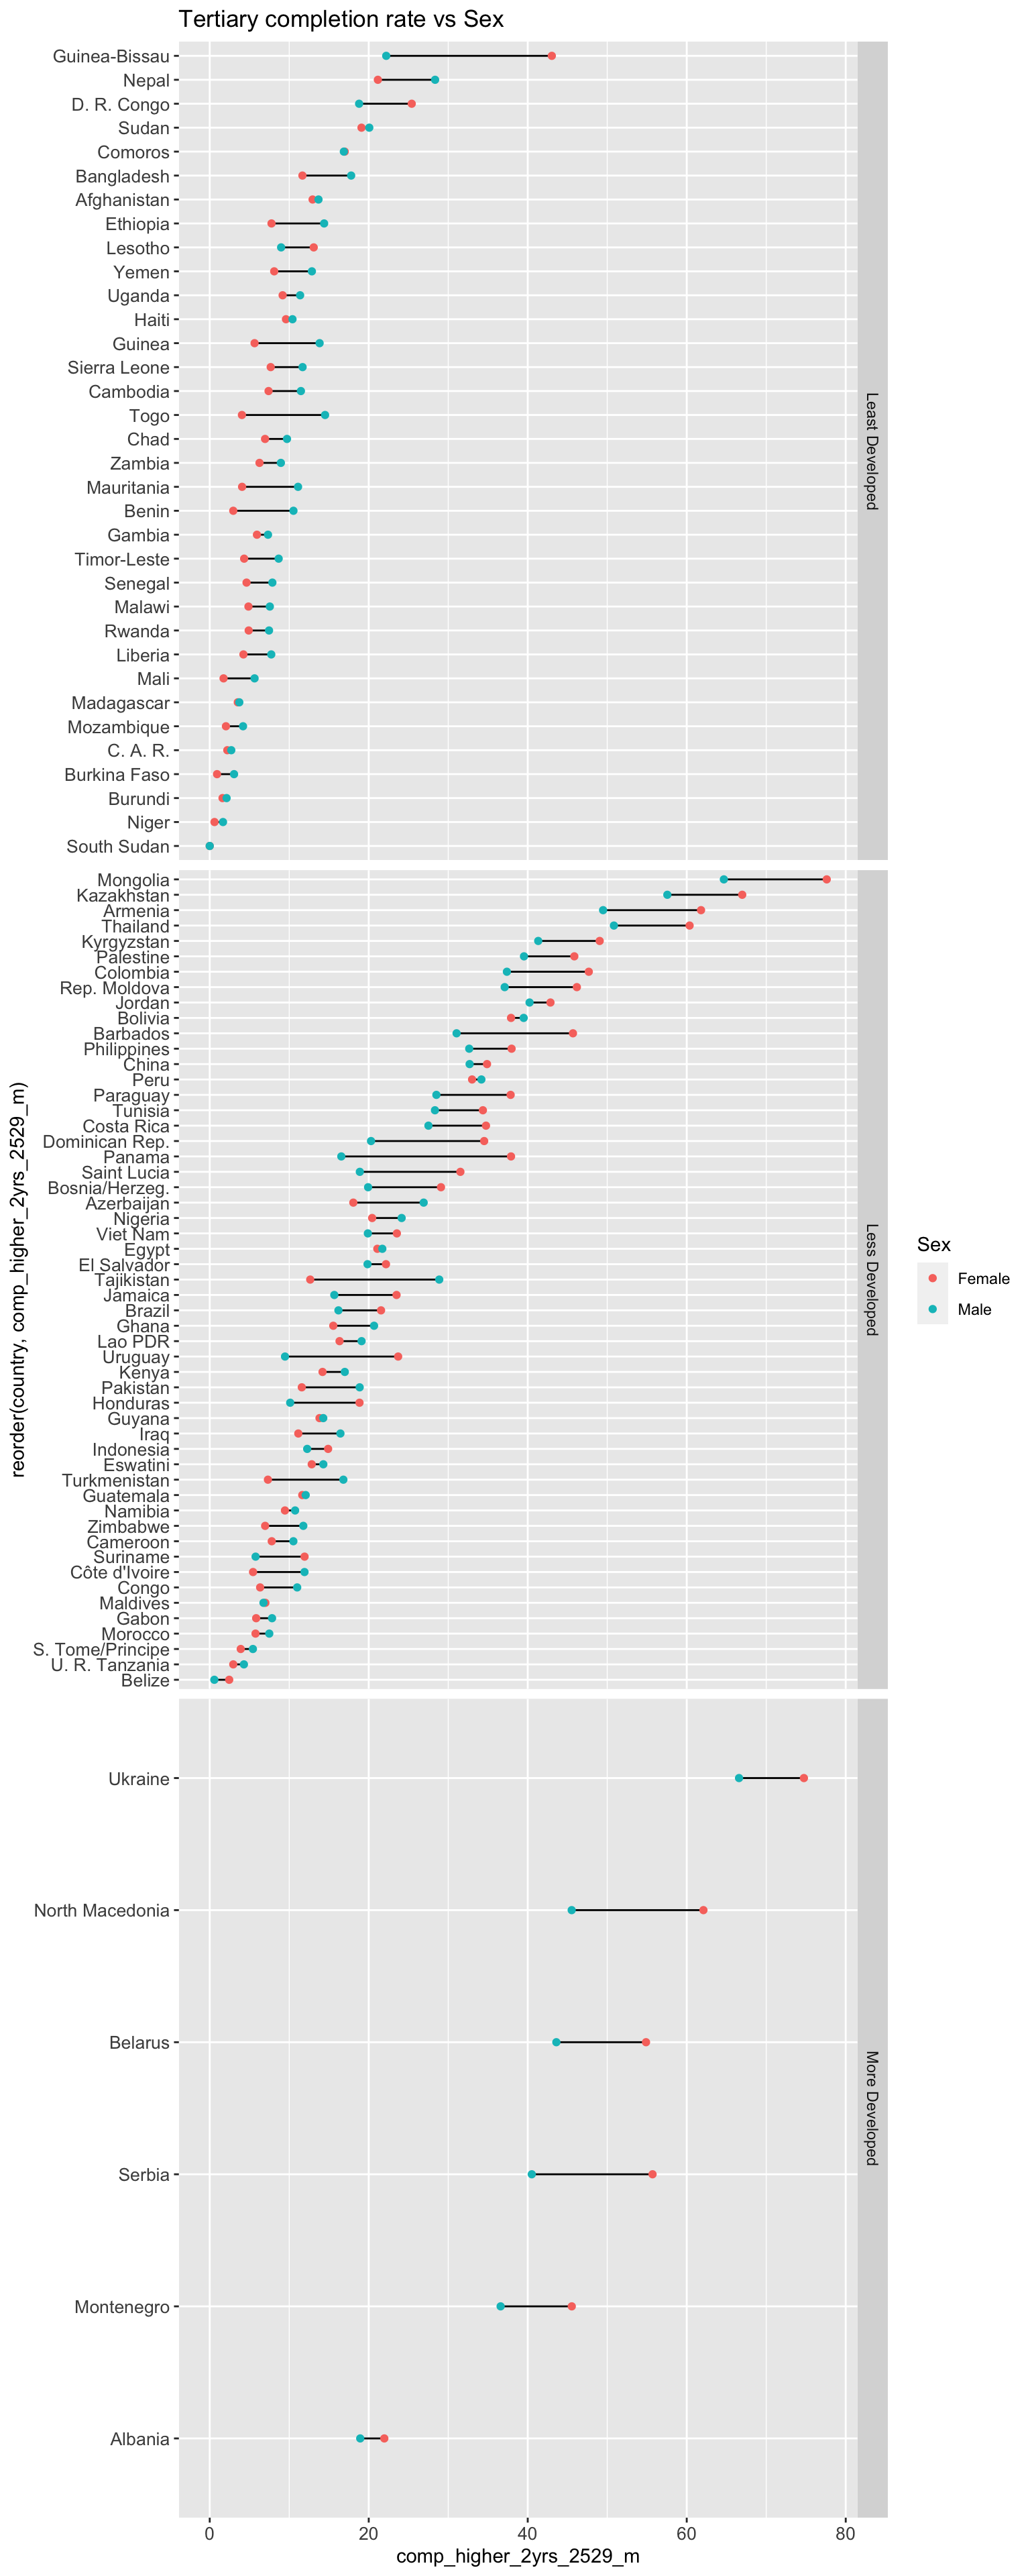 Tertiary completion rate vs Sex
Guinea-Bissau
Nepal
D. R. Congo
Sudan
Comoros
Bangladesh
Afghanistan
Ethiopia
Lesotho
Yemen
Uganda
Haiti
Guinea
Sierra Leone
Cambodia
Togo
Chad
Zambia
Mauritania
Benin
Gambia
Timor-Leste
Senegal
Malawi
Rwanda
Liberia
Mali
Madagascar
Mozambique
C. A. R.
Burkina Faso
Burundi
Niger
South Sudan
Least Developed
Mongolia
Kazakhstan
Armenia
Thailand
Kyrgyzstan
Palestine
Colombia
Rep. Moldova
Jordan
Bolivia
Barbados
Philippines
China
Peru
Paraguay
Tunisia
Costa Rica
Dominican Rep.
Panama
Saint Lucia
Bosnia/Herzeg.
Azerbaijan
Nigeria
Viet Nam
Egypt
El Salvador
Tajikistan
Jamaica
Brazil
Ghana
Lao PDR
Uruguay
Kenya
Pakistan
Honduras
Guyana
Iraq
Indonesia
Eswatini
Turkmenistan
Guatemala
Namibia
Zimbabwe
Cameroon
Suriname
Côte d'Ivoire
Congo
Maldives
Gabon
Morocco
S. Tome/Principe
U. R. Tanzania
Belize
Less Developed
Ukraine
North Macedonia
Belarus
Serbia
Montenegro
Albania
More Developed
0 20 40 60 80
comp_higher_2yrs_2529_m
reorder(country, comp_higher_2yrs_2529_m)
Sex
Female
Male